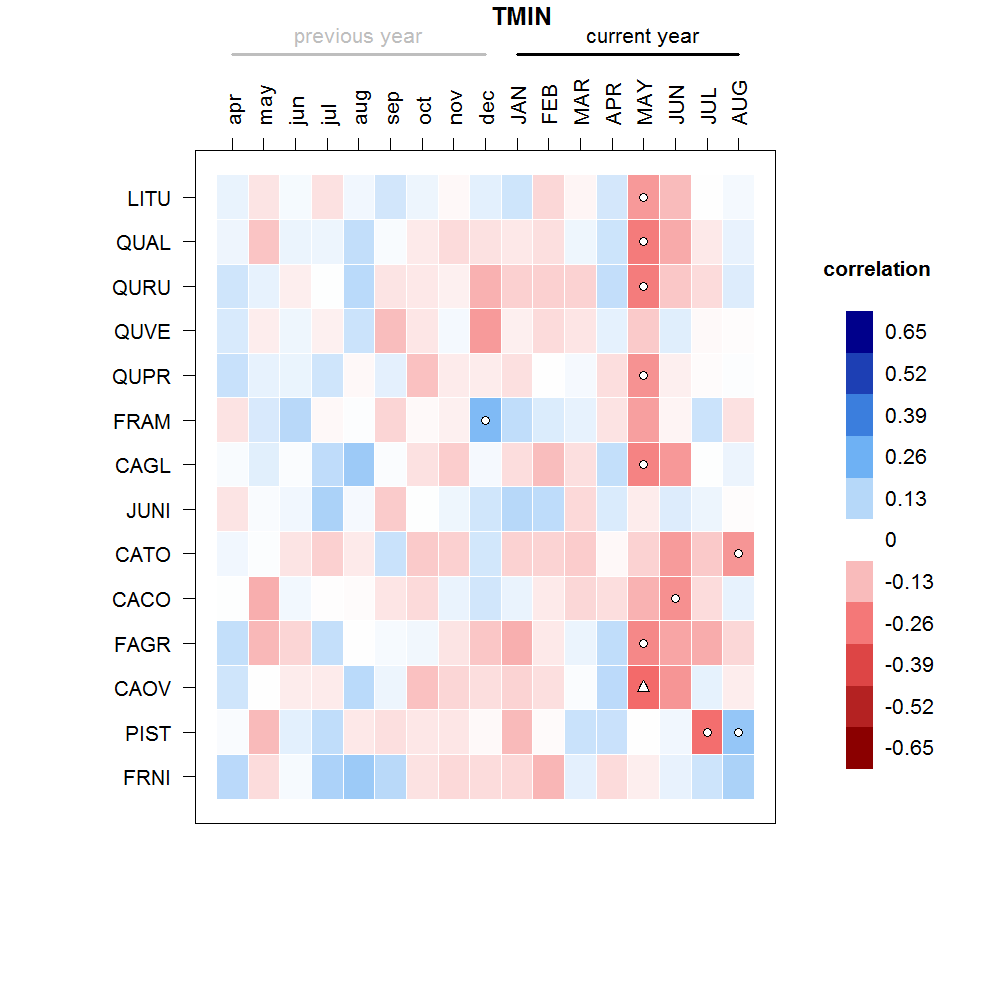 TMIN
previous year current year
apr may jun jul aug sep oct nov dec JAN FEB MAR APR MAY JUN JUL AUG
LITU
QUAL
QURU
QUVE
QUPR
FRAM
CAGL
JUNI
CATO
CACO
FAGR
CAOV
PIST
FRNI
correlation
0.65
0.52
0.39
0.26
0.13
0
-0.13
-0.26
-0.39
-0.52
-0.65